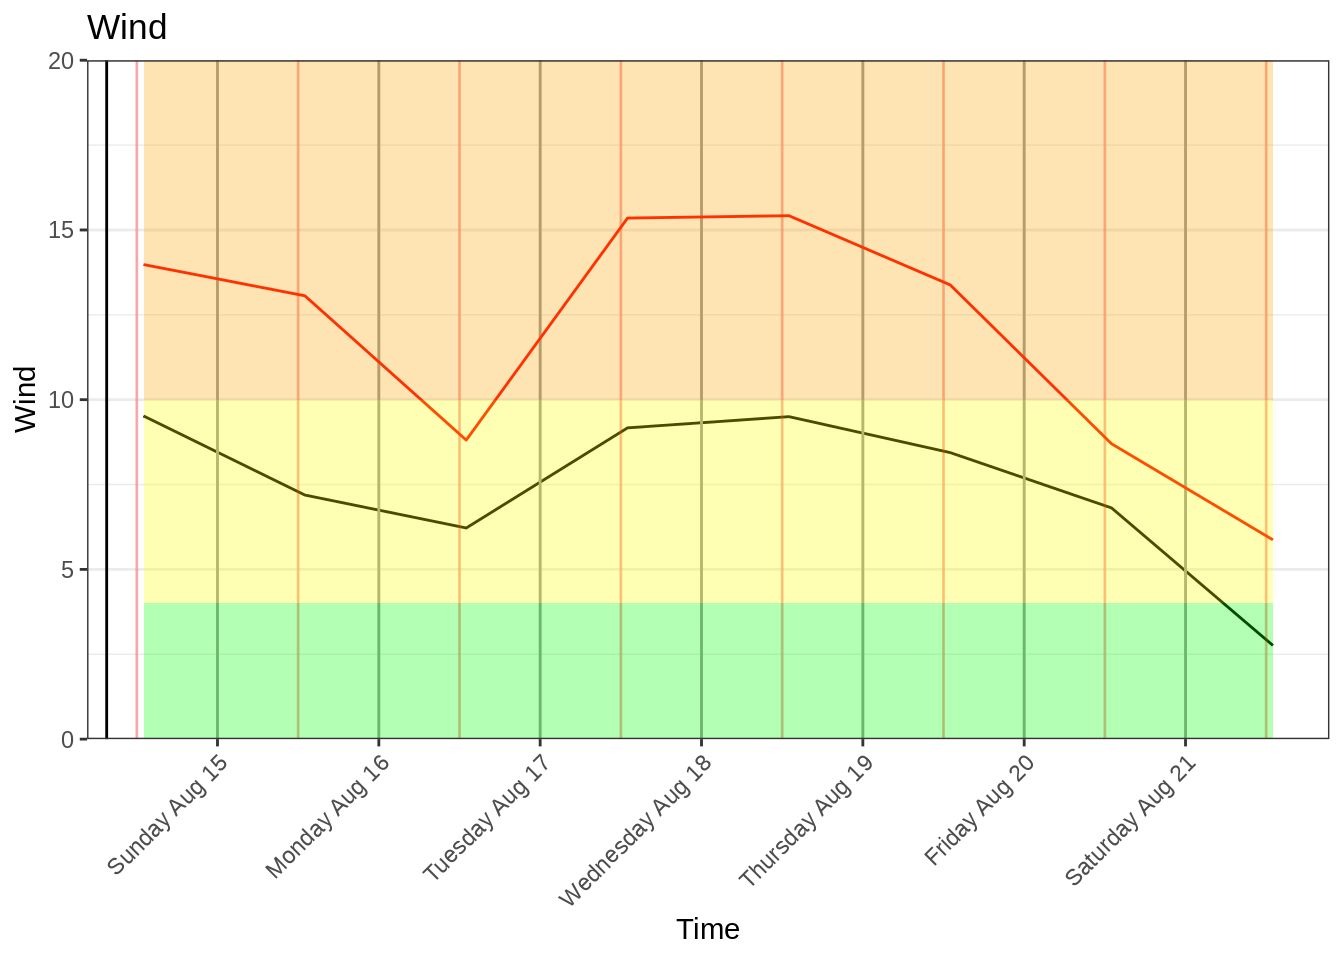 Wind
20
15
10
5
0
Wind
Sunday Aug 15
Monday Aug 16
Tuesday Aug 17
Wednesday Aug 18
Thursday Aug 19
Friday Aug 20
Saturday Aug 21
Time